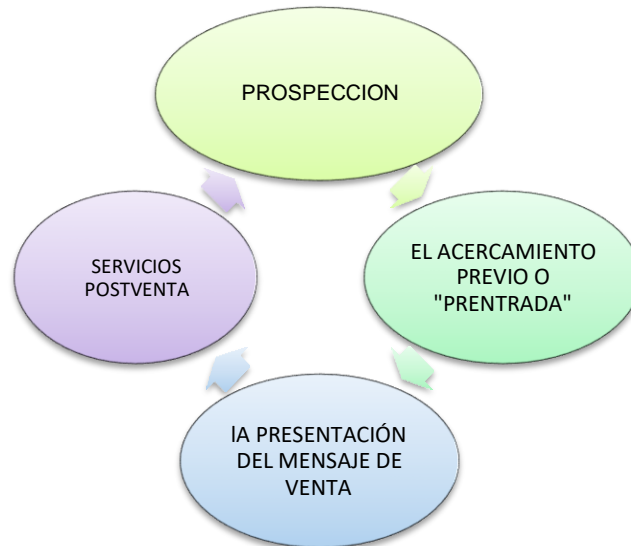 PROSPECCION
EL ACERCAMIENTO
PREVIO O
"PRENTRADA"
lA PRESENTACIÓN
DEL MENSAJE DE
VENTA
SERVICIOS
POSTVENTA